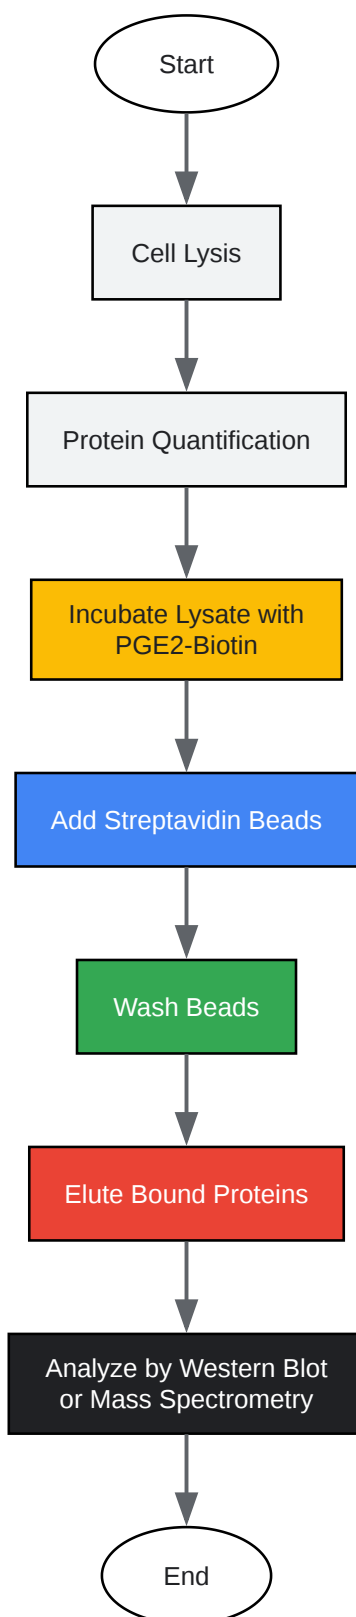 Start
Cell Lysis
Protein Quantification
Incubate Lysate with
PGE2-Biotin
Add Streptavidin Beads
Wash Beads
Elute Bound Proteins
Analyze by Western Blot
or Mass Spectrometry
End